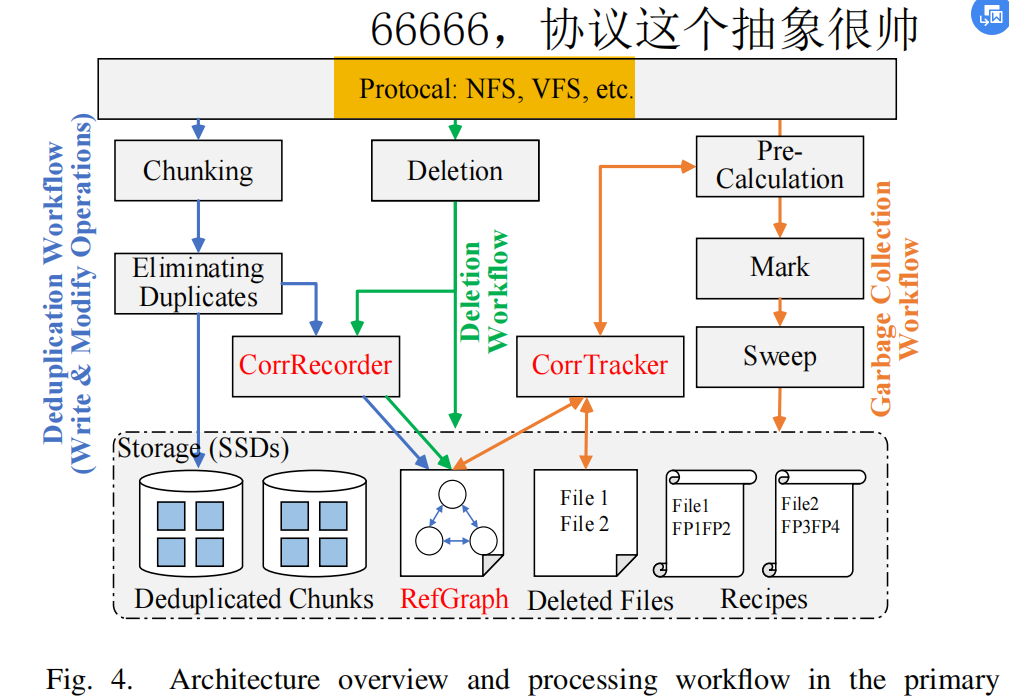 66666，协议这个抽象很帅
Protocal: NFS, VFS, etc.
Deduplication Workflow
(Write & Modify Operations)
Chunking
Eliminating
Duplicates
Deletion
Deletion
Workflow
Pre-
Calculation
Mark
Sweep
Garbage Collection
Workflow
CorrRecorder
CorrTracker
Storage (SSDs)
File 1
File 2
File1
FP1FP2
File2
FP3FP4
Deduplicated Chunks
RefGraph
Deleted Files
Recipes
Fig. 4. Architecture overview and processing workflow in the primary